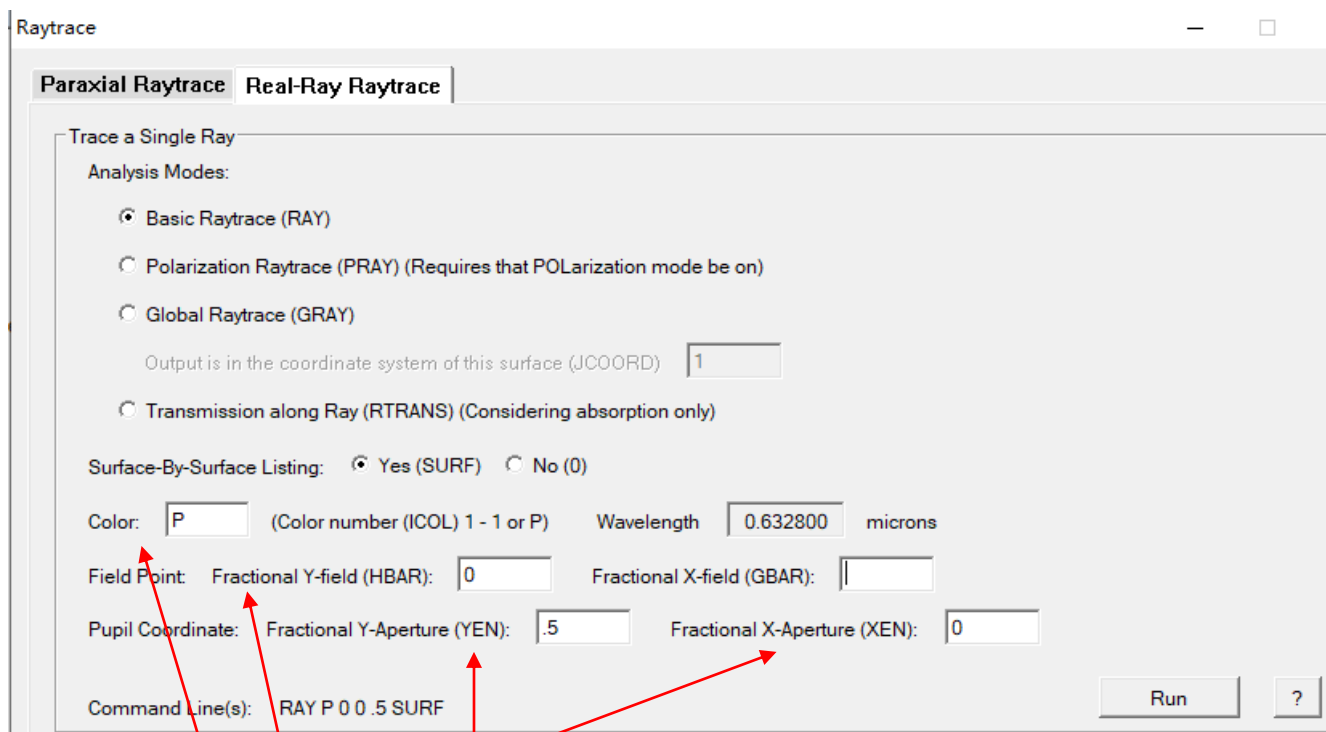 Raytrace
Paraxial Raytrace Real-Ray Raytrace
Trace a Single Ray
Analysis Modes:
Basic Raytrace (RAY)
Polarization Raytrace (PRAY) (Requires that POLarization mode be on)
Global Raytrace (GRAY)
Output is in the coordinate system of this surface (JCOORD) 1
Transmission along Ray (RTRANS) (Considering absorption only)
Surface-By-Surface Listing: Yes (SURF) No (0)
Color: P (Color number (ICOL) 1 - 1 or P) Wavelength 0.632800 microns
Field Point: Fractional Y-field (HBAR): 0 Fractional X-field (GBAR):
Pupil Coordinate: Fractional Y-Aperture (YEN): .5 Fractional X-Aperture (XEN): 0
Command Line(s): RAY P 0 0 .5 SURF Run ?